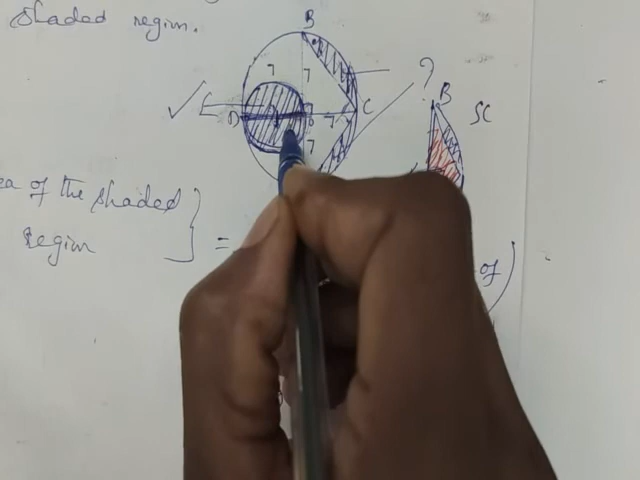 shaded region.
B
7 7
?
C
D
7
7
B
SC
ea of the shaded
region
=
of